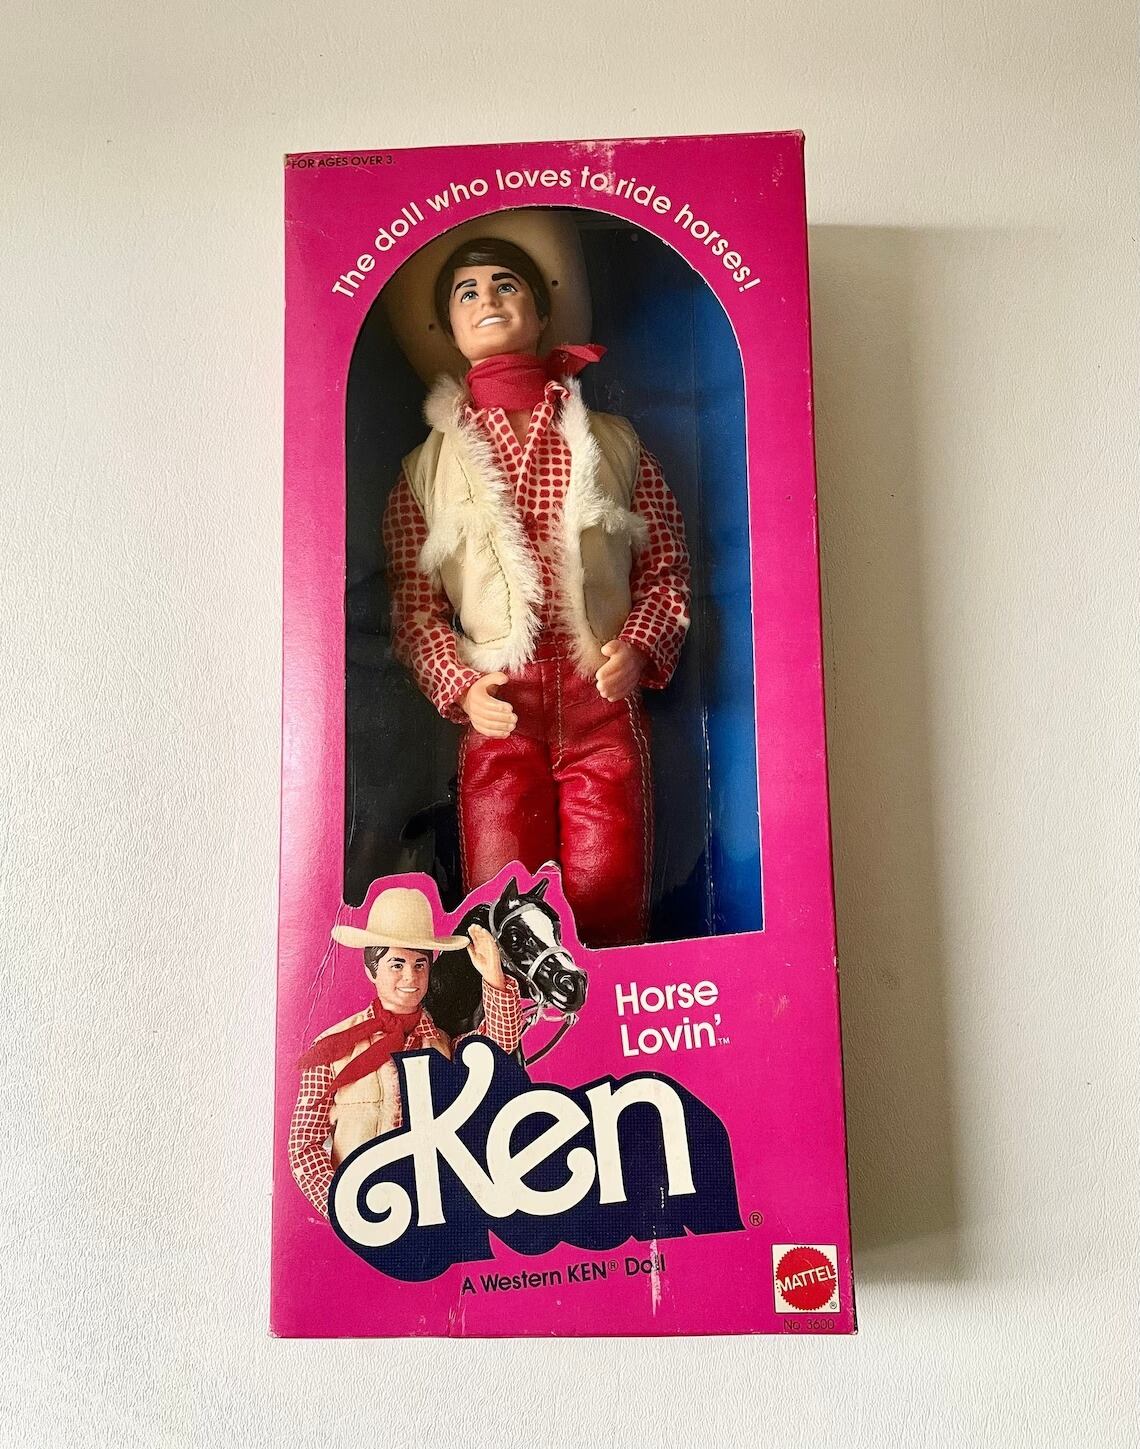 FOR AGES OVER 3.
The doll who loves to ride horses!
Horse
Lovin'™
Ken®
A Western KEN® Doll
MATTEL®
No. 3600